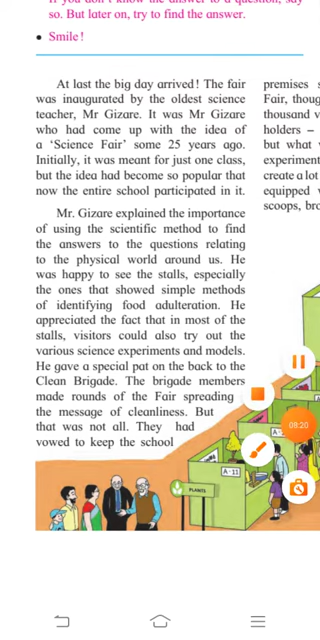 so. But later on, try to find the answer.
• Smile!
At last the big day arrived! The fair
was inaugurated by the oldest science
teacher, Mr Gizare. It was Mr Gizare
who had come up with the idea of
a ‘Science Fair’ some 25 years ago.
Initially, it was meant for just one class,
but the idea had become so popular that
now the entire school participated in it.
Mr. Gizare explained the importance
of using the scientific method to find
the answers to the questions relating
to the physical world around us. He
was happy to see the stalls, especially
the ones that showed simple methods
of identifying food adulteration. He
appreciated the fact that in most of the
stalls, visitors could also try out the
various science experiments and models.
He gave a special pat on the back to the
Clean Brigade. The brigade members
made rounds of the Fair spreading
the message of cleanliness. But
that was not all. They had
vowed to keep the school
premises
Fair, thoug
thousand v
holders –
but what
experiment
create a lot
equipped
scoops, bro
08:20
A-11
PLANTS